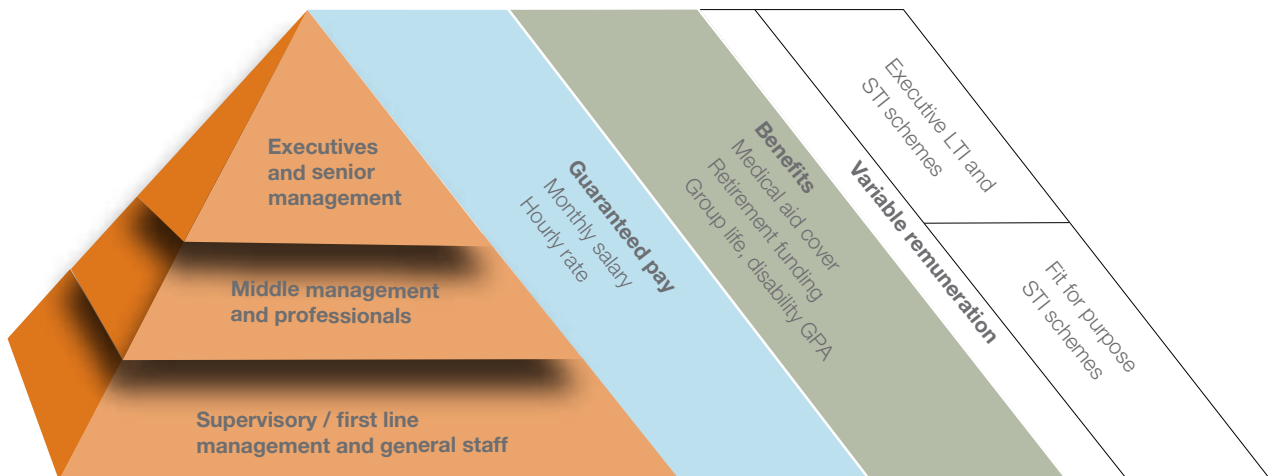 Executives
and senior
management
Middle management
and professionals
Supervisory / first line
management and general staff
Guaranteed pay
Monthly salary
Hourly rate
Benefits
Medical aid cover
Retirement funding
Group life, disability GPA
Variable remuneration
Executive LTI and
STI schemes
Fit for purpose
STI schemes